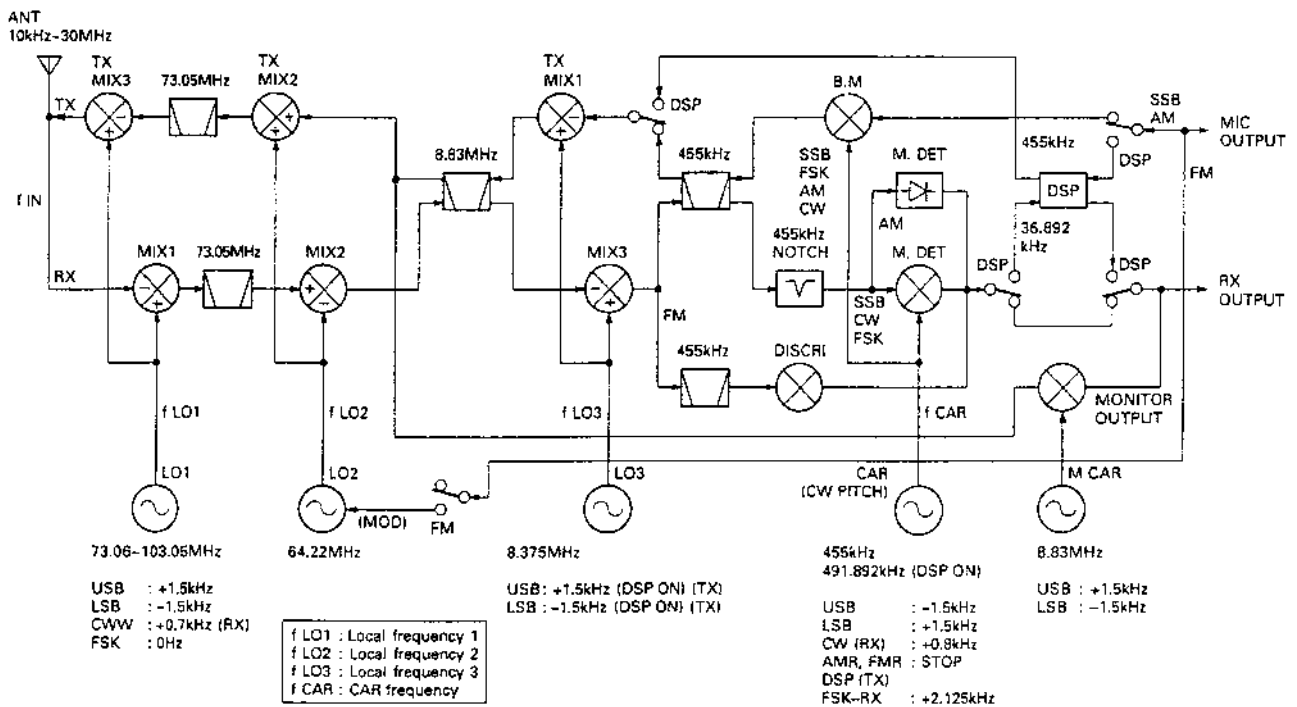 ANT
10kHz~30MHz
TX
MIX3
73.05MHz
TX
MIX2
TX
MIX1
DSP
B.M
SSB
AM
MIC
OUTPUT
TX
8.83MHz
455kHz
SSB
FSK
AM
CW
M. DET
455kHz
DSP
DSP
FM
f IN
AM
36.892
kHz
MIX1
73.05MHz
MIX2
MIX3
455kHz
NOTCH
M. DET
DSP
DSP
RX
RX
OUTPUT
FM
SSB
CW
FSK
455kHz
DISCRI
MONITOR
OUTPUT
f LO1
f LO2
f LO3
f CAR
LO1
LO2
LO3
CAR
(CW PITCH)
M CAR
(MOD)
FM
73.06~103.05MHz
64.22MHz
8.375MHz
455kHz
491.892kHz (DSP ON)
8.83MHz
USB : +1.5kHz
LSB : -1.5kHz
CWW : +0.7kHz (RX)
FSK : 0Hz
f LO1 : Local frequency 1
f LO2 : Local frequency 2
f LO3 : Local frequency 3
f CAR : CAR frequency
USB : +1.5kHz (DSP ON) (TX)
LSB : -1.5kHz (DSP ON) (TX)
USB : -1.5kHz
LSB : +1.5kHz
CW (RX) : +0.8kHz
AMR, FMR : STOP
DSP (TX)
FSK-RX : +2.125kHz
USB : +1.5kHz
LSB : -1.5kHz